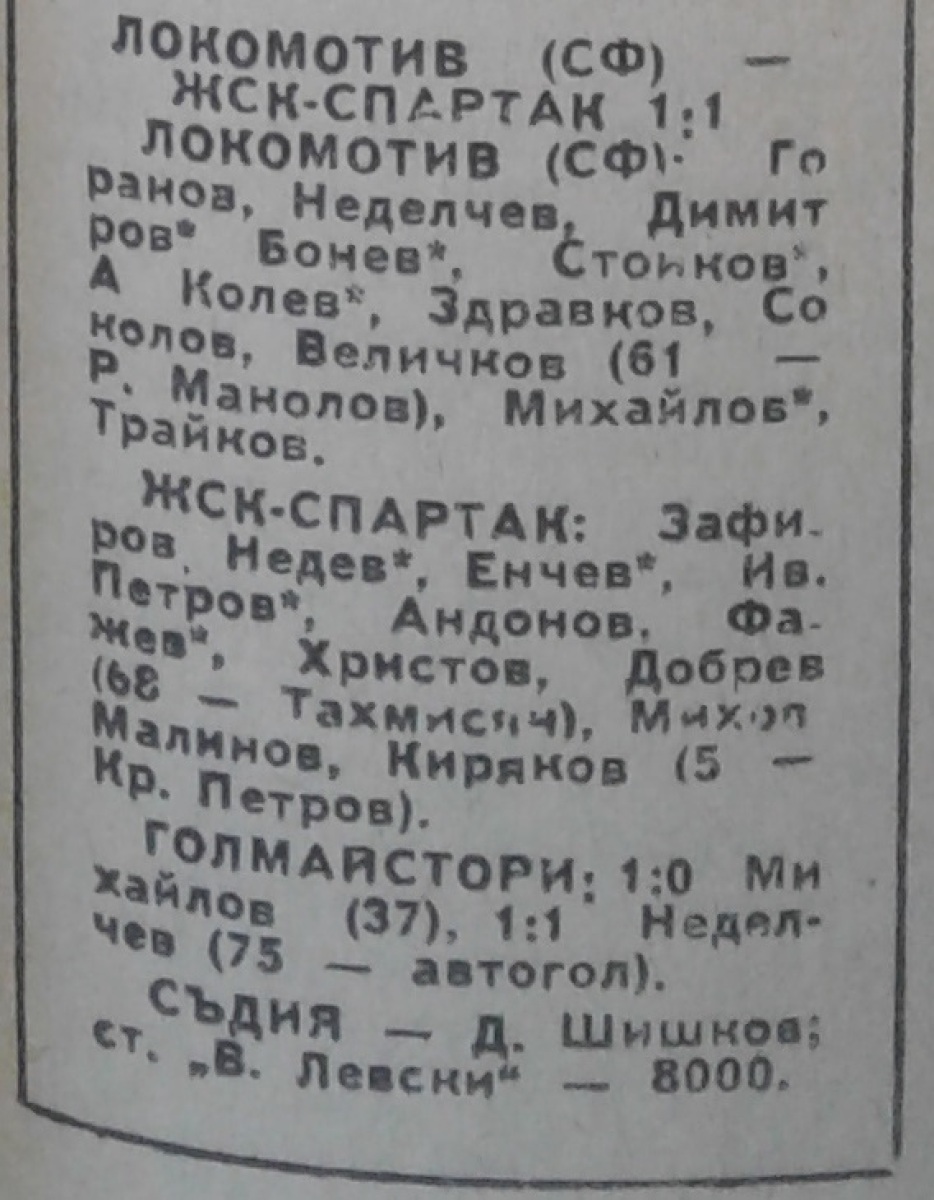 ЛОКОМОТИВ (СФ) —
ЖСК-СПАРТАК 1:1
ЛОКОМОТИВ (СФ): Го
ранов, Неделчев, Димит
ров* Бонев*, Стоиков*,
А Колев*, Здравков, Со
колов, Величков (61 —
Р. Манолов), Михайлов*,
Трайков.
ЖСК-СПАРТАК: Зафи-
ров, Недев*, Енчев*, Ив.
Петров*, Андонов, Фа-
жев*, Христов, Добрев
(68 —
Малинов, Киряков (5 —
Кр. Петров).
ГОЛМАЙСТОРИ: 1:0 Ми
хайлов (37), 1:1 Недел-
чев (75 — автогол).
СЪДИЯ — Д. Шишков;
ст. „В. Левски“ — 8000.